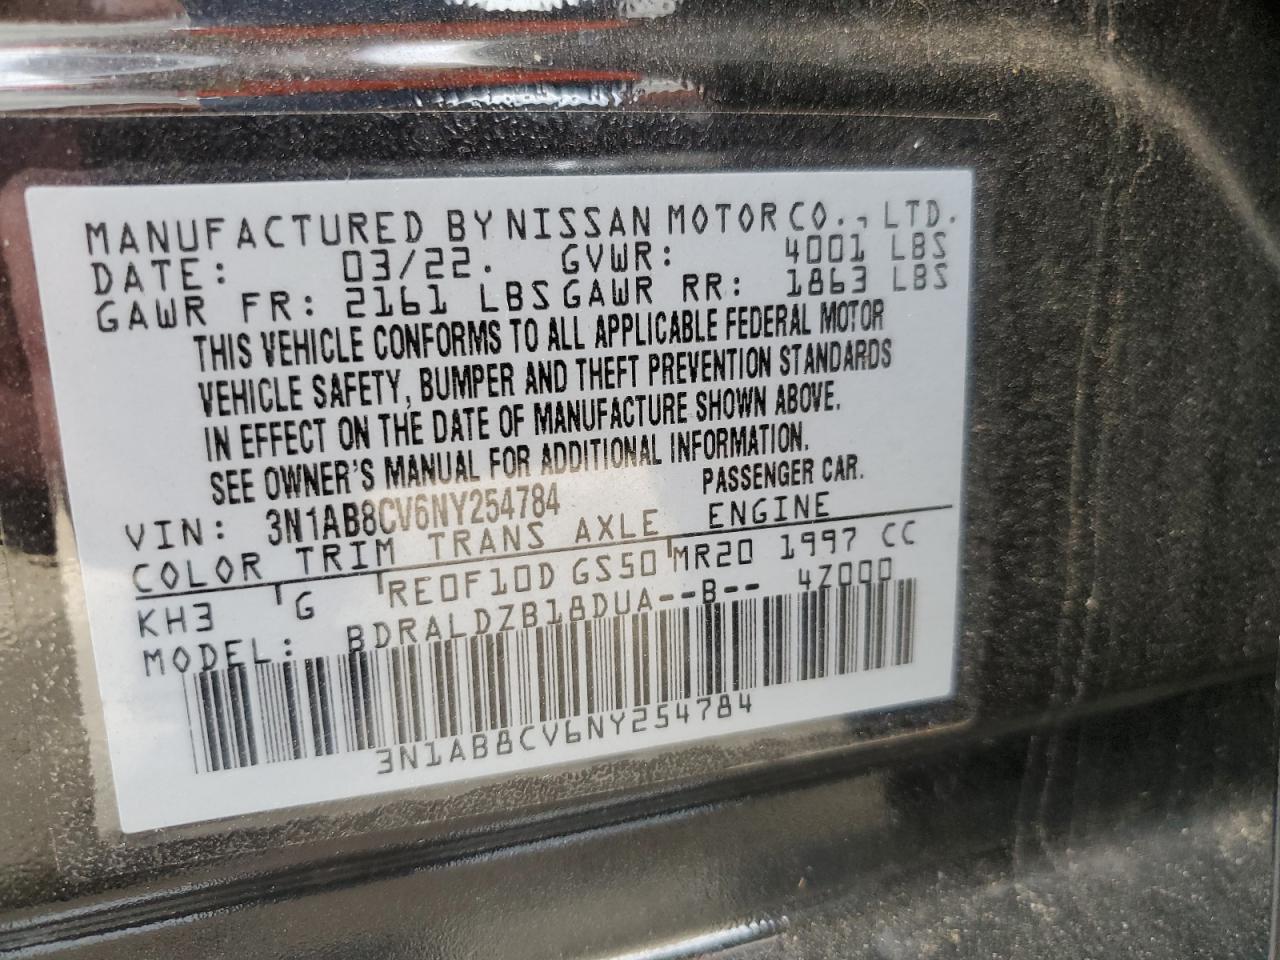 MANUFACTURED BY NISSAN MOTOR CO., LTD.
DATE: 03/22. GVWR: 4001 LBS
GAWR FR: 2161 LBS GAWR RR: 1863 LBS
THIS VEHICLE CONFORMS TO ALL APPLICABLE FEDERAL MOTOR
VEHICLE SAFETY, BUMPER AND THEFT PREVENTION STANDARDS
IN EFFECT ON THE DATE OF MANUFACTURE SHOWN ABOVE.
SEE OWNER'S MANUAL FOR ADDITIONAL INFORMATION.
VIN: 3N1AB8CV6NY254784 PASSENGER CAR.
COLOR TRIM TRANS AXLE ENGINE
KH3 G RE0F10D GS50 MR20 1997 CC
MODEL: BDRALDZB18DUA--B-- 4Z000
3N1AB8CV6NY254784